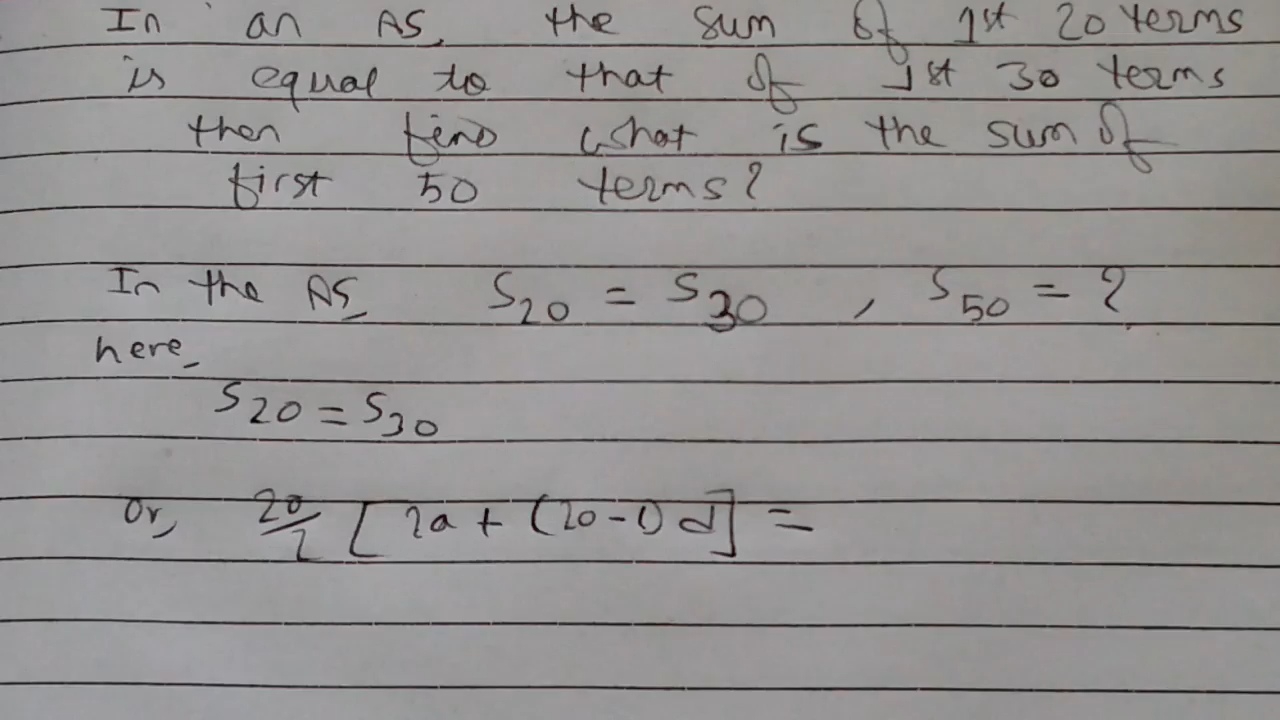 In an AS, the sum of 1st 20 terms
is equal to that of 1st 30 terms
then find what is the sum of
first 50 terms?
In the AS, S₂₀ = S₃₀ , S₅₀ = ?
here,
S₂₀ = S₃₀
or, 20/2 [2a + (20-1)d] =